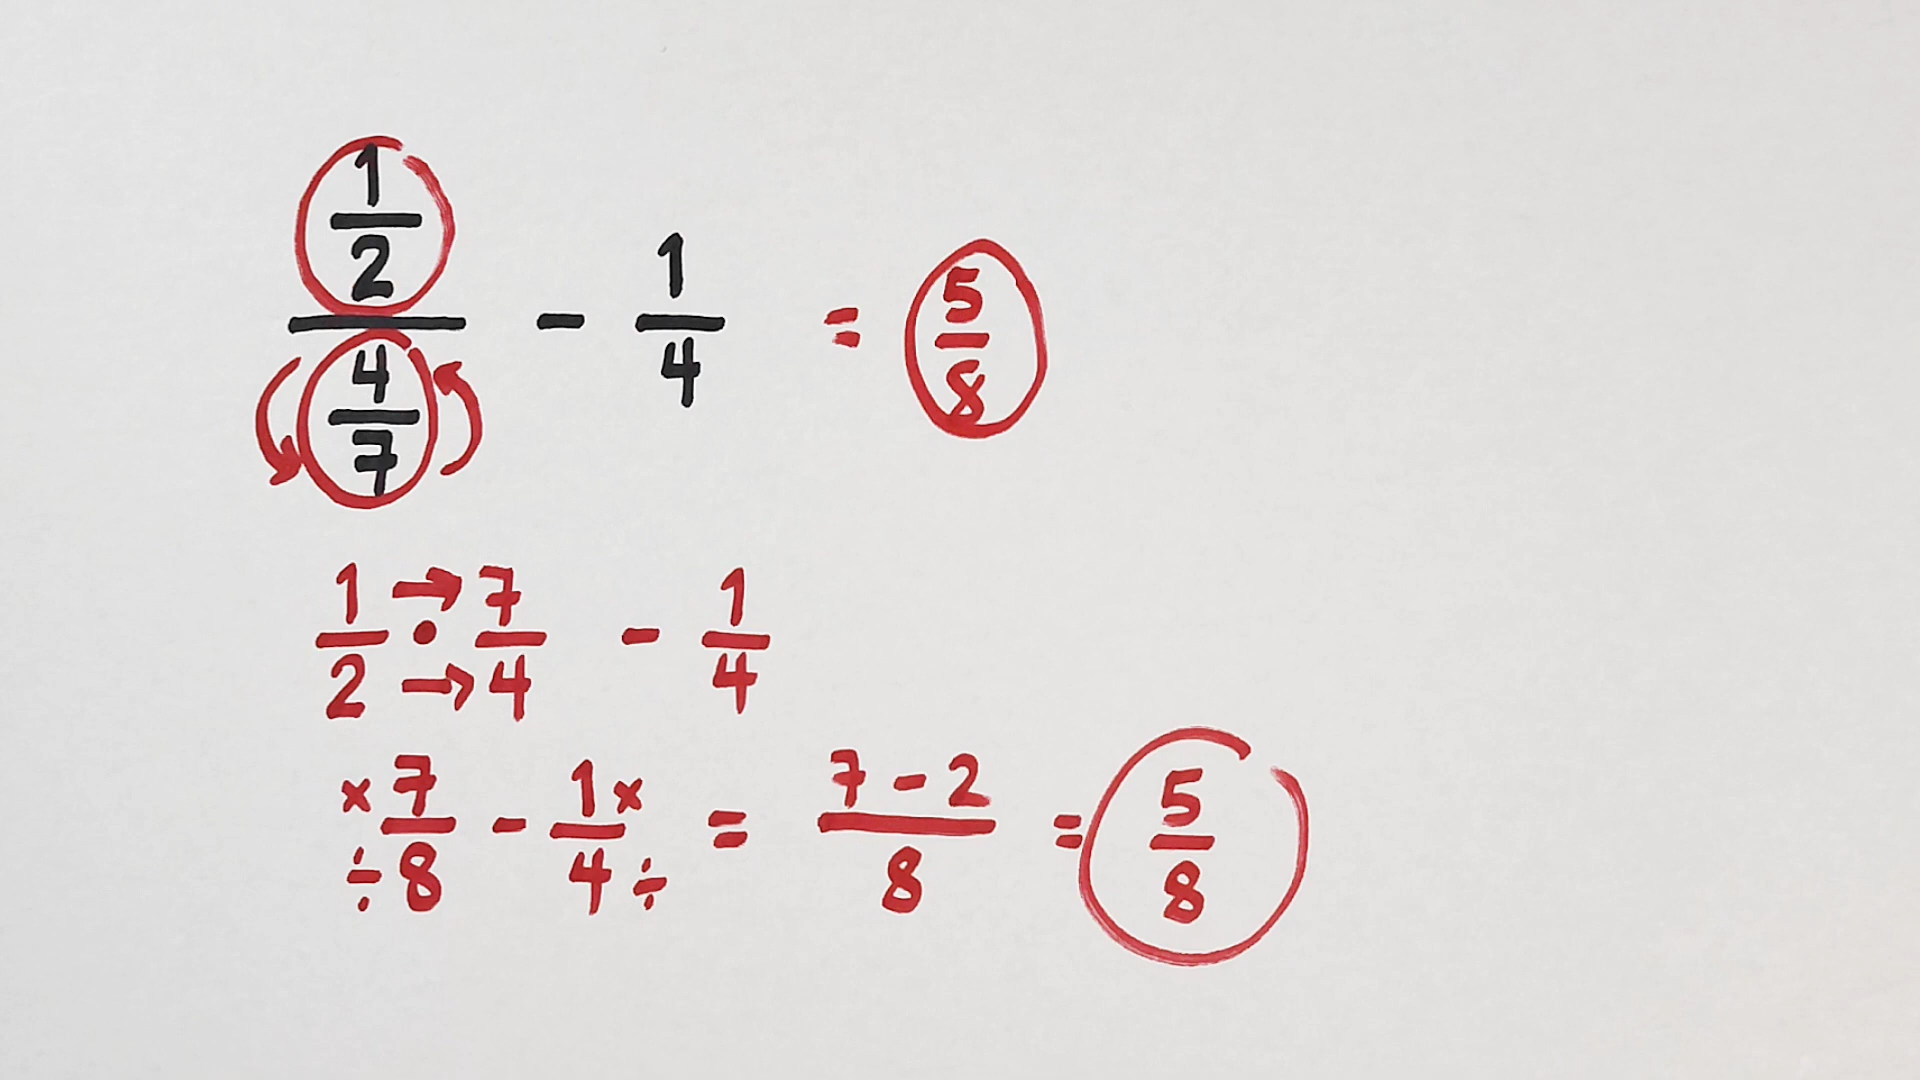 1
2
4
7
- 1/4 = 5/8
1/2 → • → 7/4 - 1/4
× 7/8 ÷ - 1/4 × ÷ = 7 - 2 / 8 = 5/8